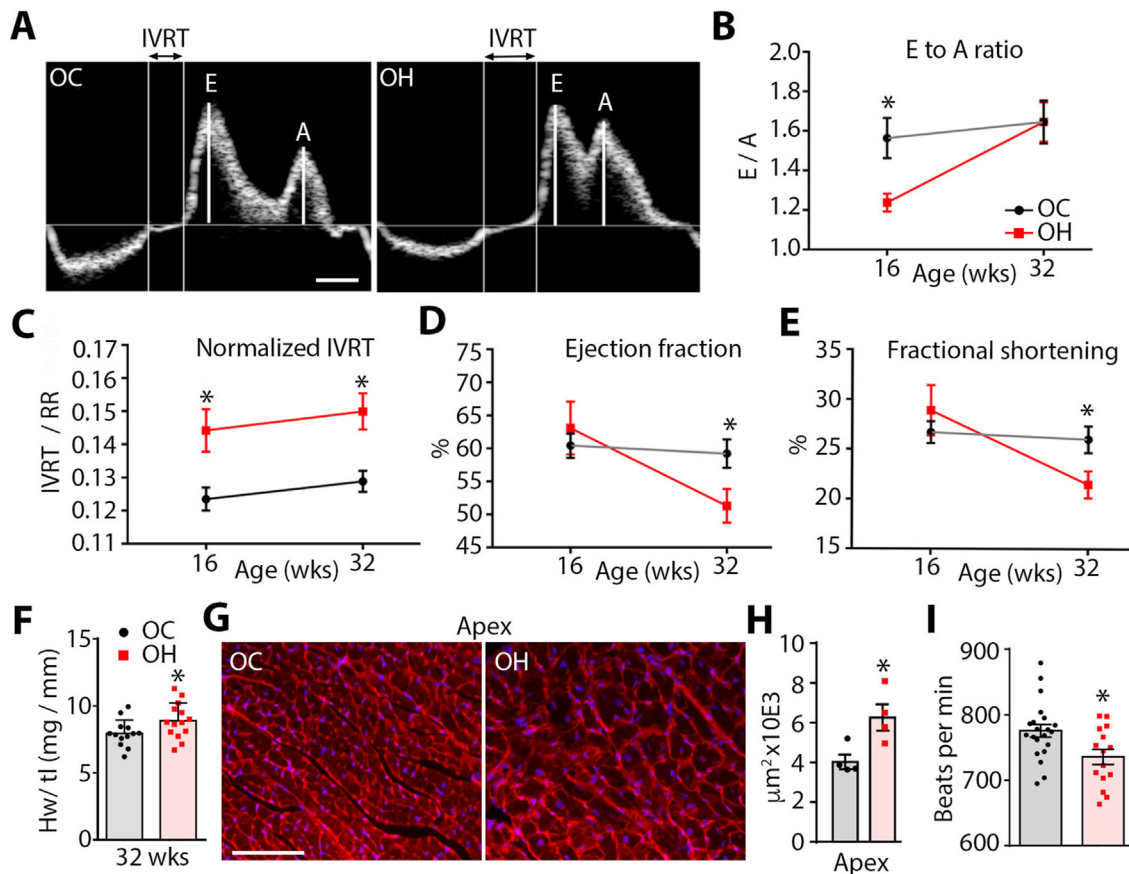 A
IVRT
IVRT
OC
E
A
OH
E
A
B
E to A ratio
2.0
1.8
1.6
1.4
1.2
1.0
E / A
*
OC
OH
16
Age (wks)
32
C
Normalized IVRT
0.17
0.16
0.15
0.14
0.13
0.12
0.11
IVRT / RR
*
*
16
Age (wks)
32
D
Ejection fraction
75
70
65
60
55
50
45
%
*
16
Age (wks)
32
E
Fractional shortening
35
30
25
20
15
%
*
16
Age (wks)
32
F
OC
OH
15
10
5
0
Hw/ tl (mg / mm)
*
32 wks
G
Apex
OC
OH
H
10
8
6
4
2
0
µm² x10E3
*
Apex
I
900
800
700
600
Beats per min
*